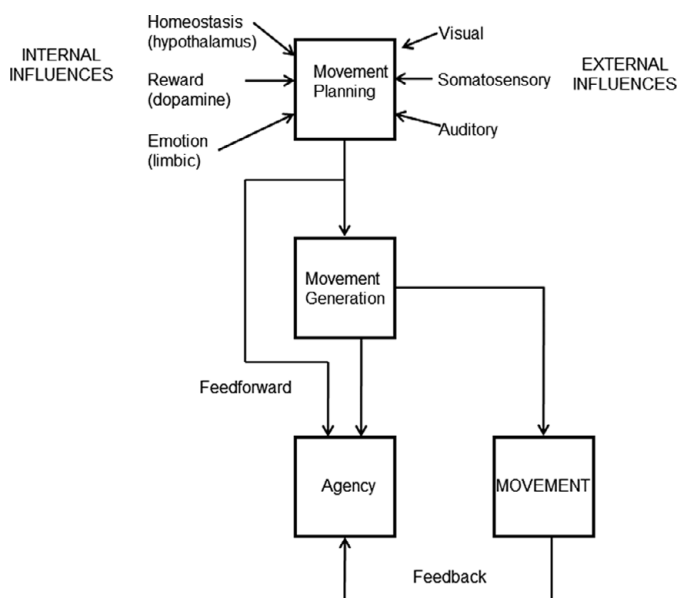 Homeostasis
(hypothalamus)
INTERNAL
INFLUENCES
Reward
(dopamine)
Emotion
(limbic)
Movement
Planning
Visual
Somatosensory
Auditory
EXTERNAL
INFLUENCES
Movement
Generation
Feedforward
Agency
MOVEMENT
Feedback